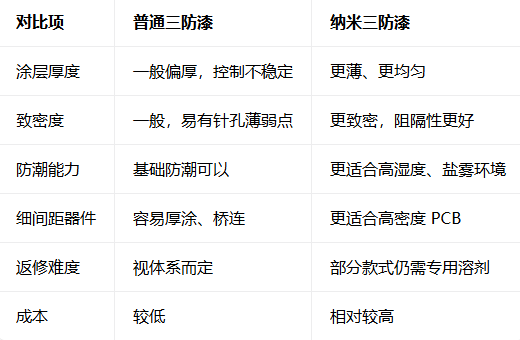 对比项 普通三防漆 纳米三防漆
涂层厚度 一般偏厚，控制不稳定 更薄、更均匀
致密度 一般，易有针孔薄弱点 更致密，阻隔性更好
防潮能力 基础防潮可以 更适合高湿度、盐雾环境
细间距器件 容易厚涂、桥连 更适合高密度 PCB
返修难度 视体系而定 部分款式仍需专用溶剂
成本 较低 相对较高